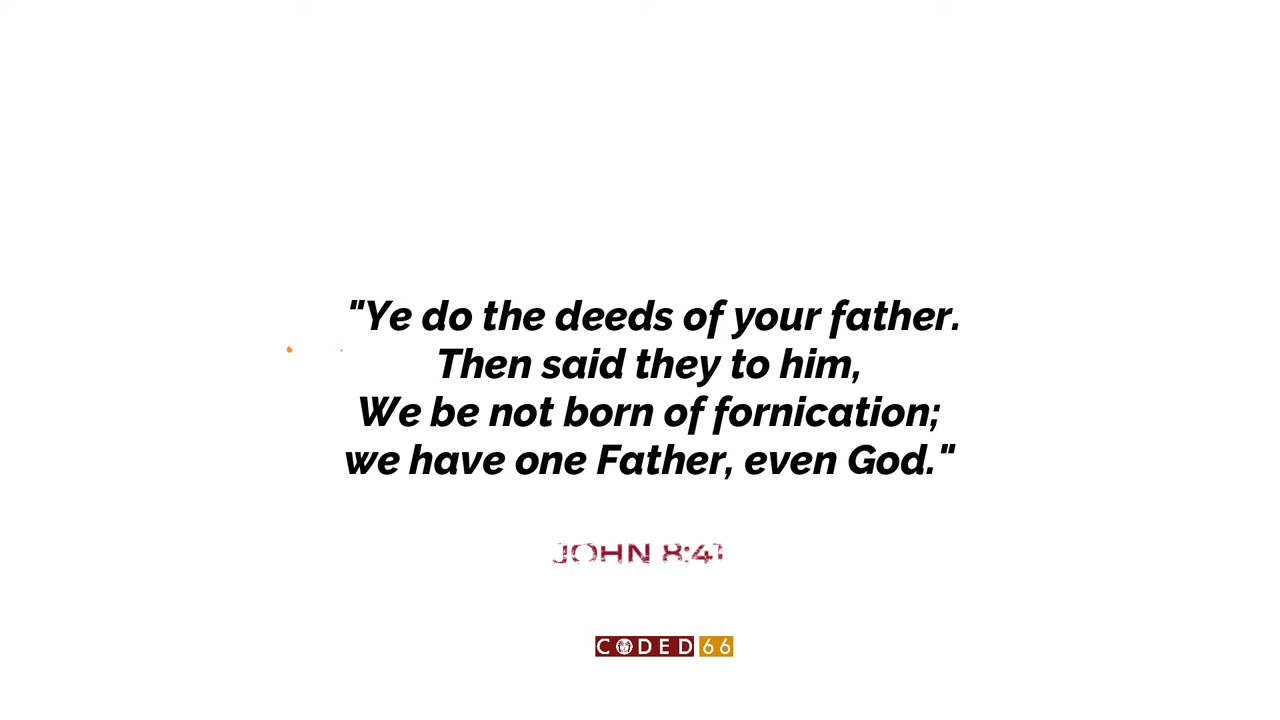 "Ye do the deeds of your father.
Then said they to him,
We be not born of fornication;
we have one Father, even God."
JOHN 8:41
CODED 66